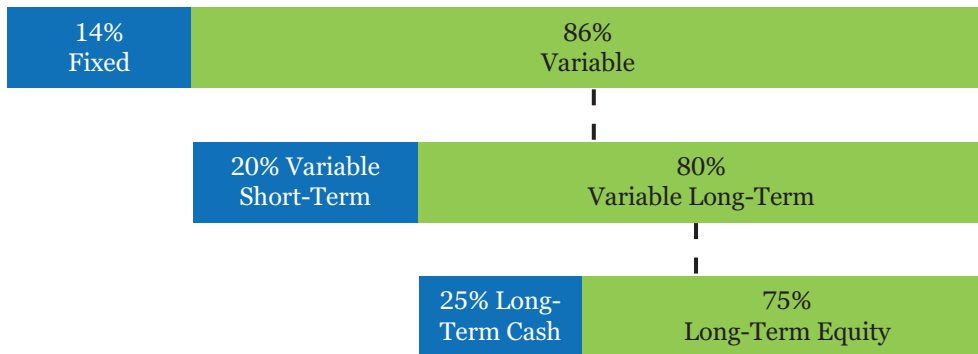 14%
Fixed
86%
Variable
20% Variable
Short-Term
80%
Variable Long-Term
25% Long-
Term Cash
75%
Long-Term Equity